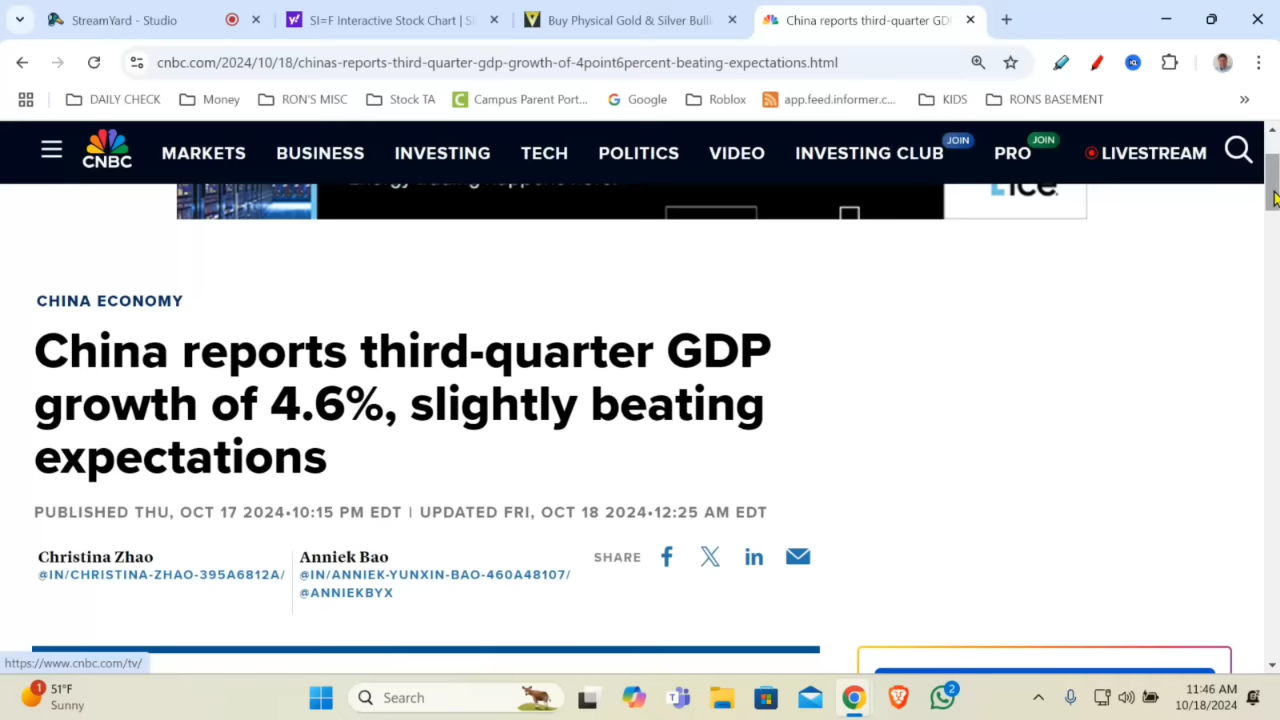 StreamYard - Studio
SI=F Interactive Stock Chart | Si
Buy Physical Gold & Silver Bulli
China reports third-quarter GD
cnbc.com/2024/10/18/chinas-reports-third-quarter-gdp-growth-of-4point6percent-beating-expectations.html
DAILY CHECK
Money
RON'S MISC
Stock TA
Campus Parent Port...
Google
Roblox
app.feed.informer.c...
KIDS
RONS BASEMENT
CNBC
MARKETS
BUSINESS
INVESTING
TECH
POLITICS
VIDEO
INVESTING CLUB
JOIN
PRO
JOIN
LIVESTREAM
ice
CHINA ECONOMY
China reports third-quarter GDP
growth of 4.6%, slightly beating
expectations
PUBLISHED THU, OCT 17 2024•10:15 PM EDT | UPDATED FRI, OCT 18 2024•12:25 AM EDT
Christina Zhao
@IN/CHRISTINA-ZHAO-395A6812A/
Anniek Bao
@IN/ANNIEK-YUNXIN-BAO-460A48107/
@ANNIEKBYX
SHARE
https://www.cnbc.com/tv/
1
51°F
Sunny
Search
2
11:46 AM
10/18/2024